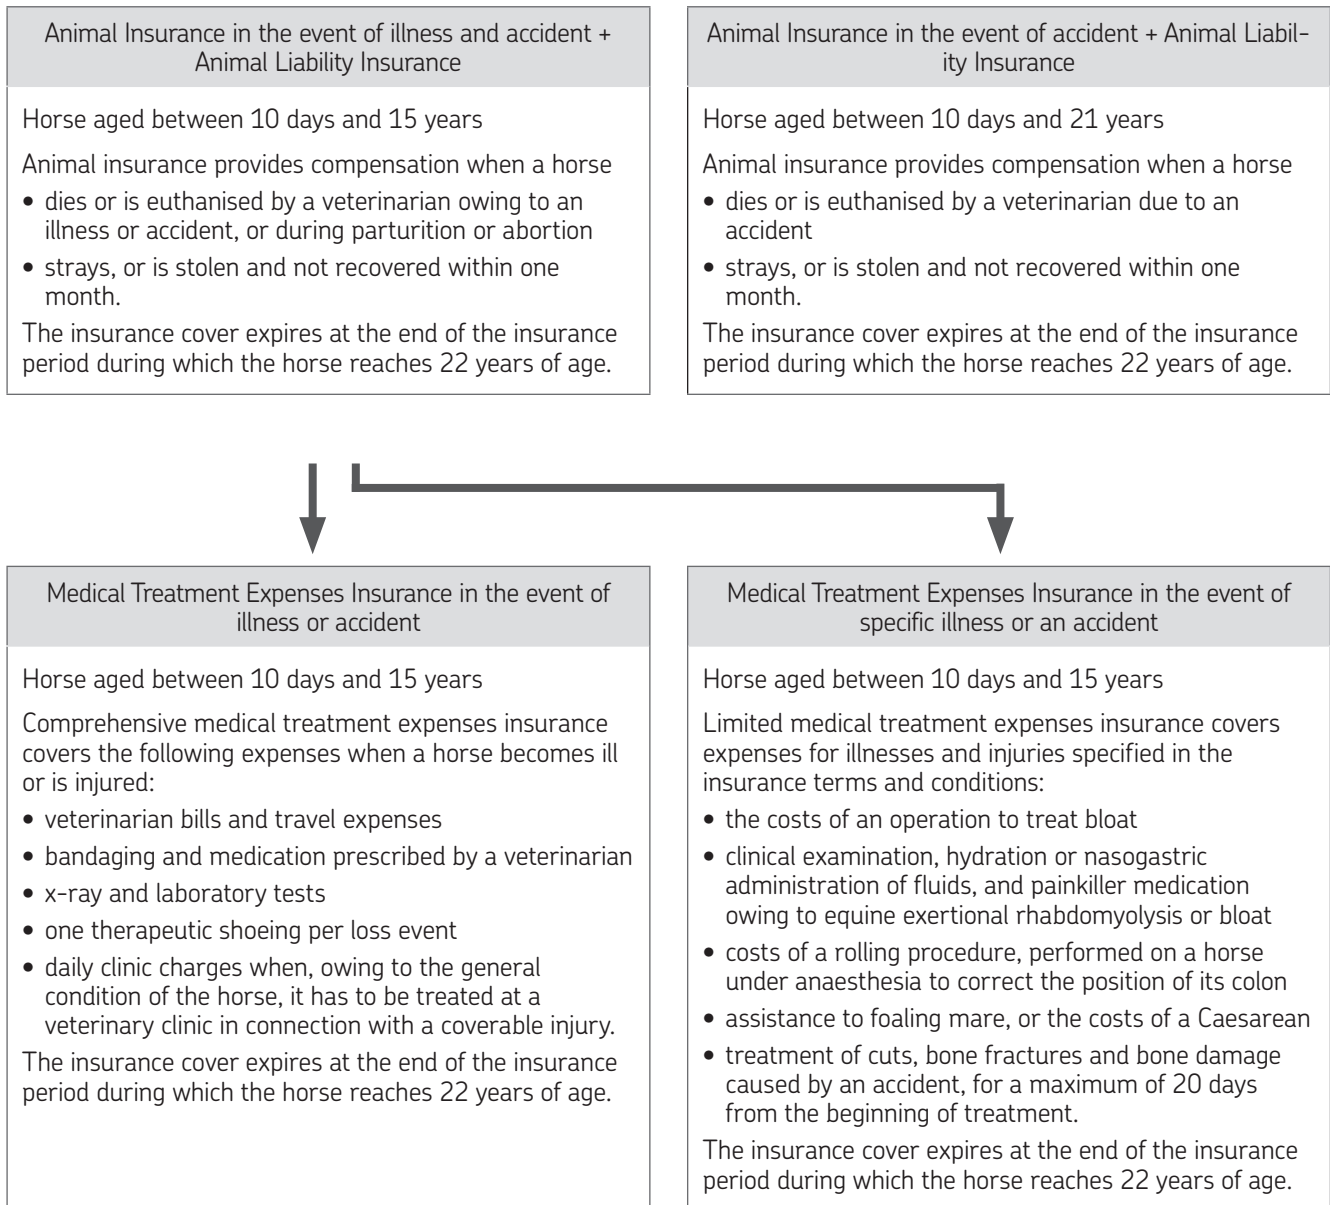 Animal Insurance in the event of illness and accident +
Animal Liability Insurance
Horse aged between 10 days and 15 years
Animal insurance provides compensation when a horse
• dies or is euthanised by a veterinarian owing to an
illness or accident, or during parturition or abortion
• strays, or is stolen and not recovered within one
month.
The insurance cover expires at the end of the insurance
period during which the horse reaches 22 years of age.
Animal Insurance in the event of accident + Animal Liabil-
ity Insurance
Horse aged between 10 days and 21 years
Animal insurance provides compensation when a horse
• dies or is euthanised by a veterinarian due to an
accident
• strays, or is stolen and not recovered within one
month.
The insurance cover expires at the end of the insurance
period during which the horse reaches 22 years of age.
Medical Treatment Expenses Insurance in the event of
illness or accident
Horse aged between 10 days and 15 years
Comprehensive medical treatment expenses insurance
covers the following expenses when a horse becomes ill
or is injured:
• veterinarian bills and travel expenses
• bandaging and medication prescribed by a veterinarian
• x-ray and laboratory tests
• one therapeutic shoeing per loss event
• daily clinic charges when, owing to the general
condition of the horse, it has to be treated at a
veterinary clinic in connection with a coverable injury.
The insurance cover expires at the end of the insurance
period during which the horse reaches 22 years of age.
Medical Treatment Expenses Insurance in the event of
specific illness or an accident
Horse aged between 10 days and 15 years
Limited medical treatment expenses insurance covers
expenses for illnesses and injuries specified in the
insurance terms and conditions:
• the costs of an operation to treat bloat
• clinical examination, hydration or nasogastric
administration of fluids, and painkiller medication
owing to equine exertional rhabdomyolysis or bloat
• costs of a rolling procedure, performed on a horse
under anaesthesia to correct the position of its colon
• assistance to foaling mare, or the costs of a Caesarean
• treatment of cuts, bone fractures and bone damage
caused by an accident, for a maximum of 20 days
from the beginning of treatment.
The insurance cover expires at the end of the insurance
period during which the horse reaches 22 years of age.